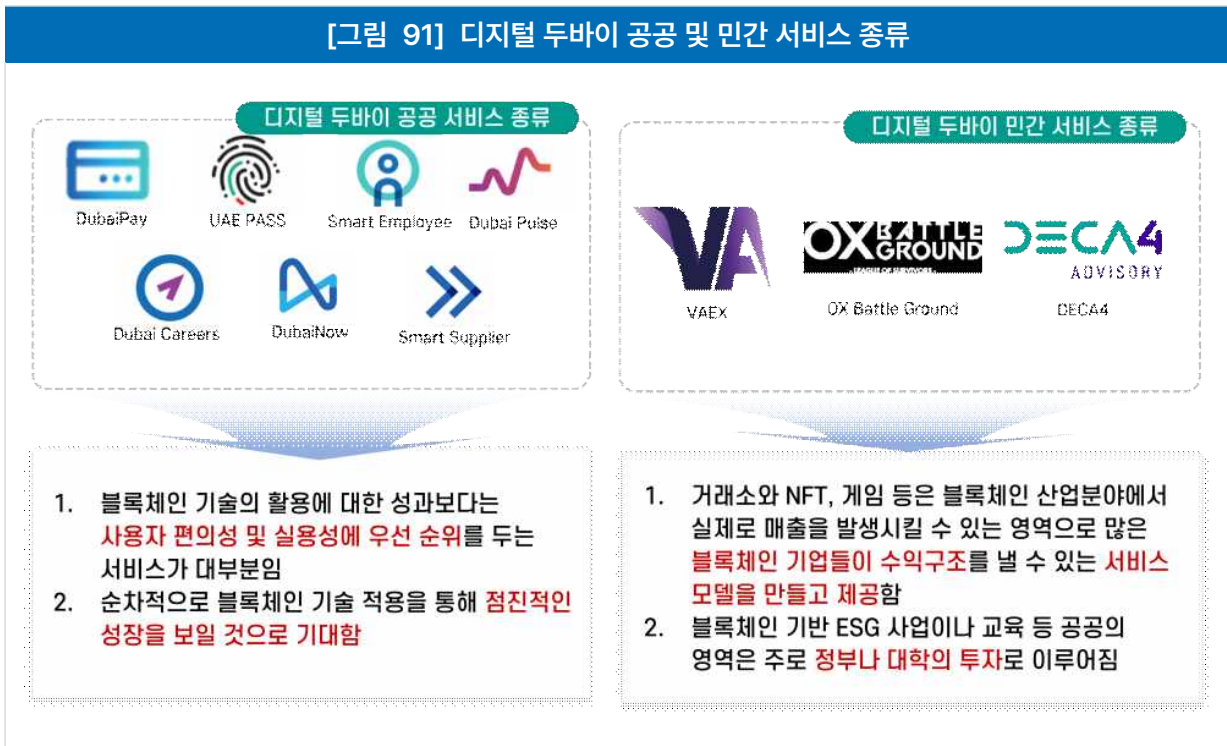 [그림 91] 디지털 두바이 공공 및 민간 서비스 종류
디지털 두바이 공공 서비스 종류
DubaiPay
UAE PASS
Smart Employee
Dubai Pulse
Dubai Careers
DubaiNow
Smart Supplier
1. 블록체인 기술의 활용에 대한 성과보다는
사용자 편의성 및 실용성에 우선 순위를 두는
서비스가 대부분임
2. 순차적으로 블록체인 기술 적용을 통해 점진적인
성장을 보일 것으로 기대함
디지털 두바이 민간 서비스 종류
VA
OX BATTLE
GROUND
- LEAGUE OF SURVIVORS -
DECA4
ADVISORY
VAEX
OX Battle Ground
DECA4
1. 거래소와 NFT, 게임 등은 블록체인 산업분야에서
실제로 매출을 발생시킬 수 있는 영역으로 많은
블록체인 기업들이 수익구조를 낼 수 있는 서비스
모델을 만들고 제공함
2. 블록체인 기반 ESG 사업이나 교육 등 공공의
영역은 주로 정부나 대학의 투자로 이루어짐